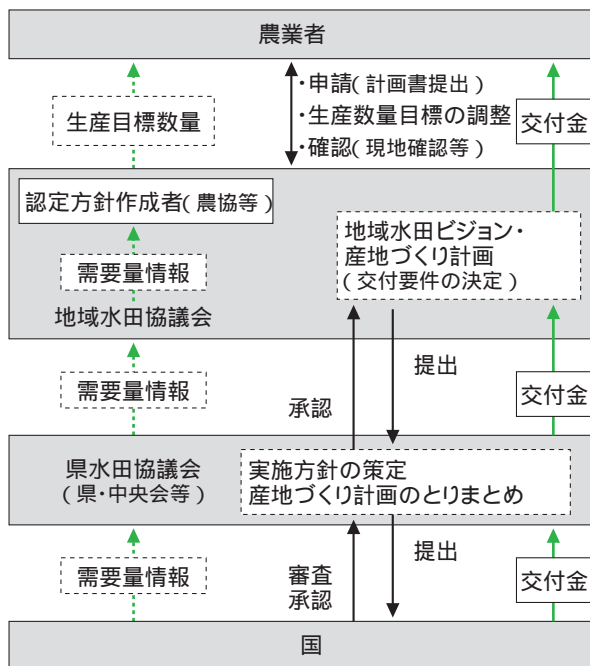 農業者
・申請(計画書提出)
・生産数量目標の調整
・確認(現地確認等)
生産目標数量
交付金
認定方針作成者(農協等)
需要量情報
地域水田協議会
地域水田ビジョン・
産地づくり計画
(交付要件の決定)
需要量情報
承認
提出
交付金
県水田協議会
(県・中央会等)
実施方針の策定
産地づくり計画のとりまとめ
需要量情報
審査
承認
提出
交付金
国